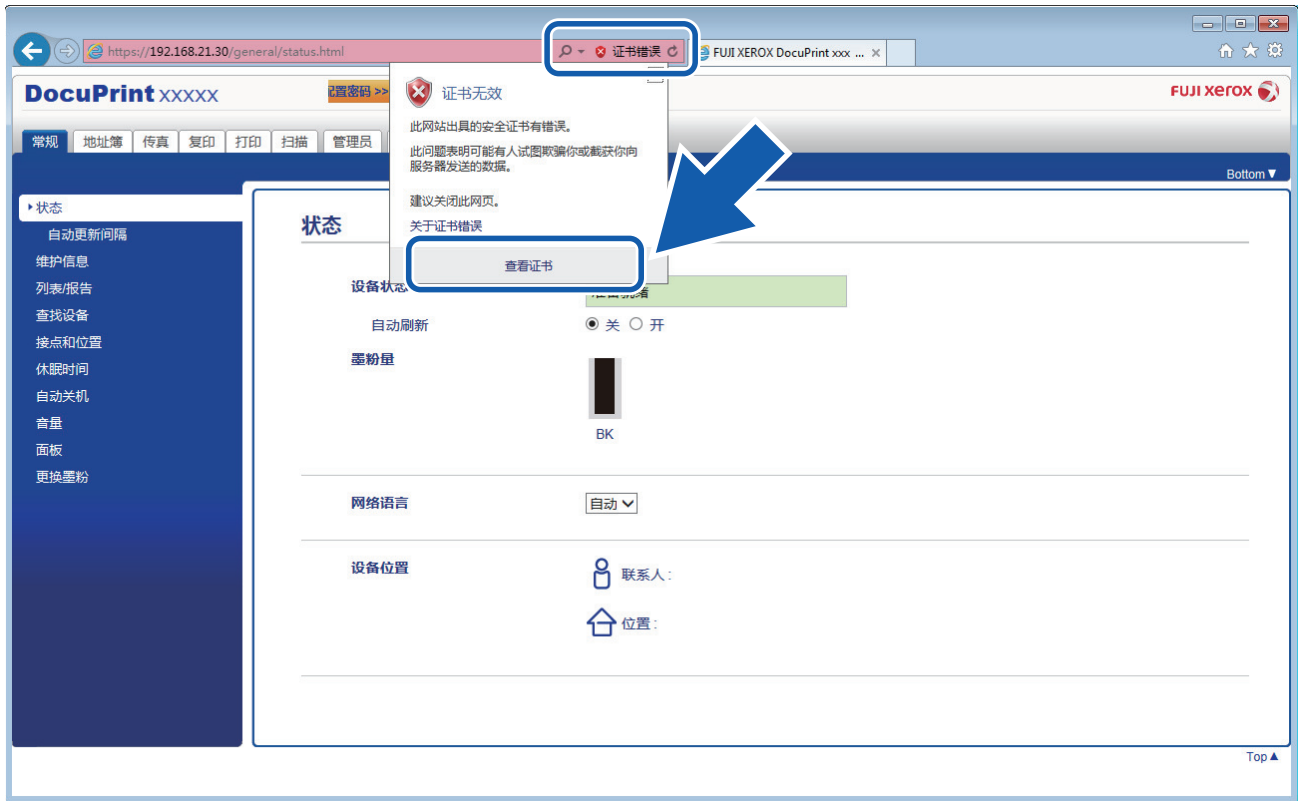 https://192.168.21.30/general/status.html
证书错误
FUJI XEROX DocuPrint xxx ...
DocuPrint xxxxx
置密码 >>
FUJI xerox
证书无效
此网站出具的安全证书有错误。
此问题表明可能有人试图欺骗你或截获你向
服务器发送的数据。
建议关闭此网页。
关于证书错误
查看证书
常规
地址簿
传真
复印
打印
扫描
管理员
Bottom▼
状态
自动更新间隔
维护信息
列表/报告
查找设备
接点和位置
休眠时间
自动关机
音量
面板
更换墨粉
状态
设备状态
自动刷新
关
开
墨粉量
BK
网络语言
自动
设备位置
联系人:
位置:
Top▲